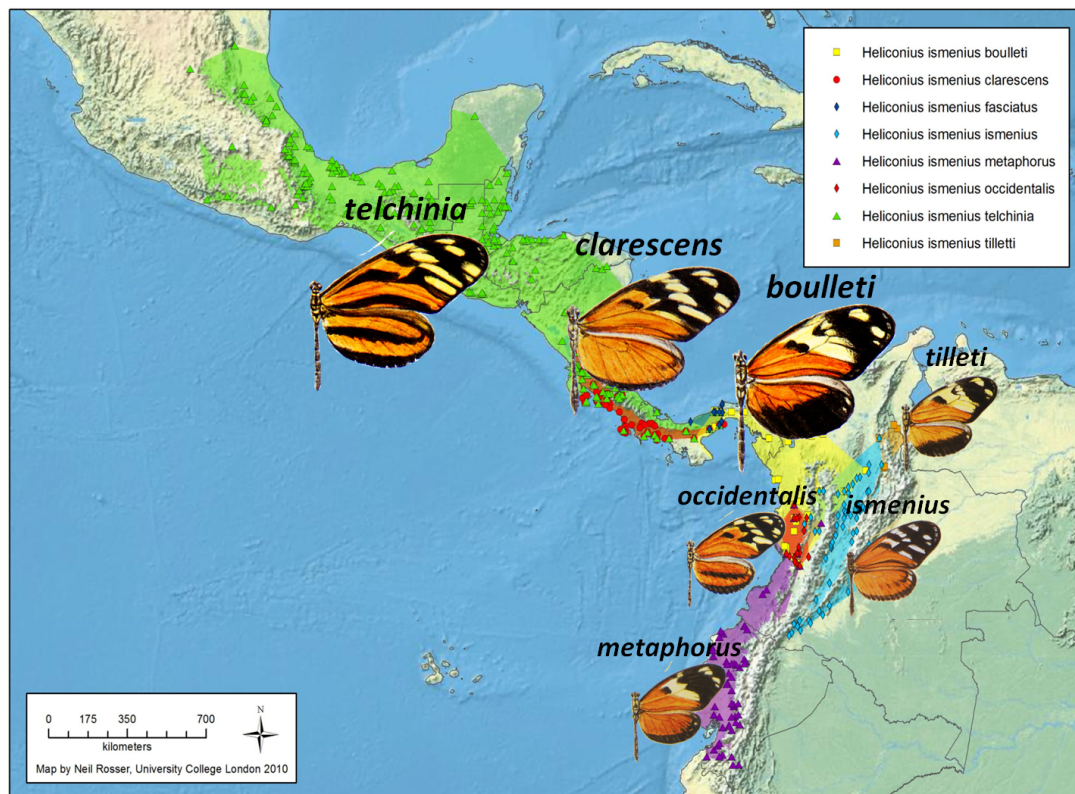 Heliconius ismenius boulleti
Heliconius ismenius clarescens
Heliconius ismenius fasciatus
Heliconius ismenius ismenius
Heliconius ismenius metaphorus
Heliconius ismenius occidentalis
Heliconius ismenius telchinia
Heliconius ismenius tilletti
telchinia
clarescens
boulleti
tilleti
occidentalis
ismenius
metaphorus
0 175 350 700
kilometers
N
Map by Neil Rosser, University College London 2010